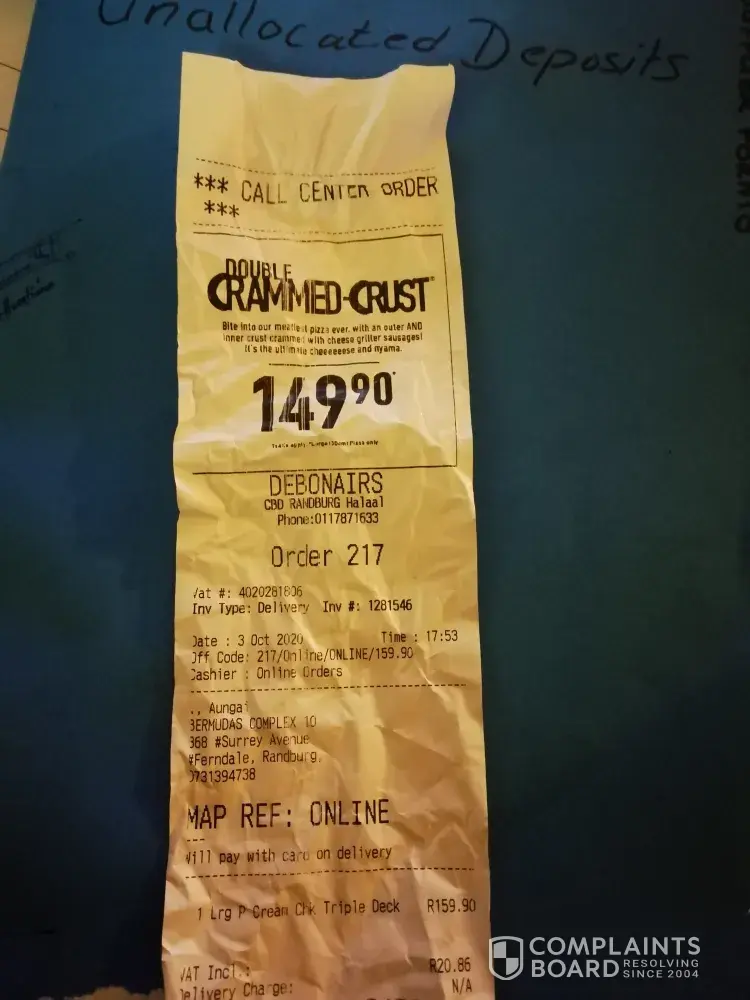 Unallocated Deposits
*** CALL CENTER ORDER
***
DOUBLE
CRAMMED-CRUST
Bite into our meatiest pizza ever, with an outer AND
inner crust crammed with cheese griller sausages!
It's the ultimate cheeeeese and nyama.
14990*
DEBONAIRS
CBD RANDBURG Halaal
Phone:0117871633
Order 217
Vat #: 4020281806
Inv Type: Delivery Inv #: 1281546
Date : 3 Oct 2020 Time : 17:53
Off Code: 217/Online/ONLINE/159.90
Cashier : Online Orders
., Aungai
BERMUDAS COMPLEX 10
368 #Surrey Avenue
#Ferndale, Randburg,
0731394738
MAP REF: ONLINE
Will pay with card on delivery
1 Lrg P Cream Chk Triple Deck R159.90
VAT Incl.: R20.86
Delivery Charge: N/A
COMPLAINTS
BOARD RESOLVING
SINCE 2004